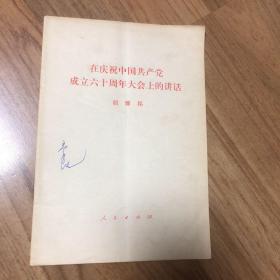 在庆祝中国共产党
成立六十周年大会上的讲话
胡耀邦
人民出版社